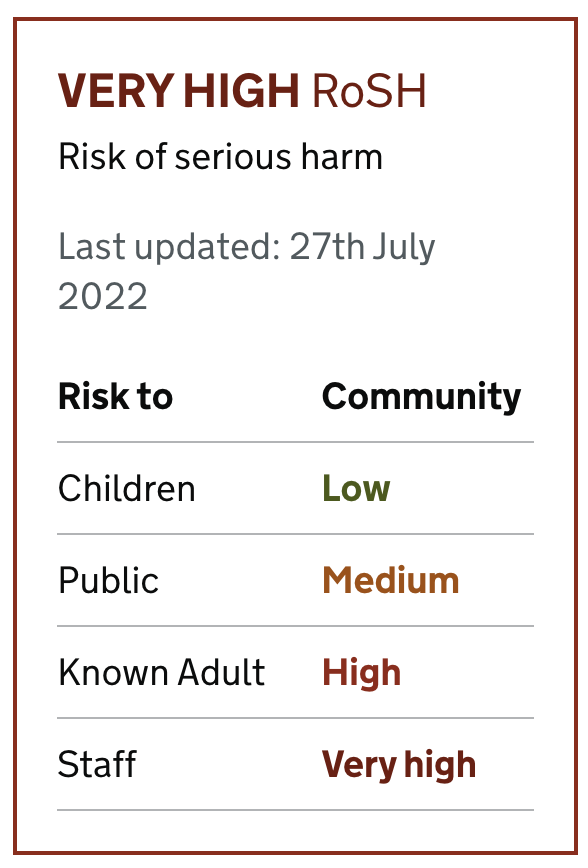 VERY HIGH RoSH
Risk of serious harm
Last updated: 27th July
2022
Risk to Community
Children Low
Public Medium
Known Adult High
Staff Very high